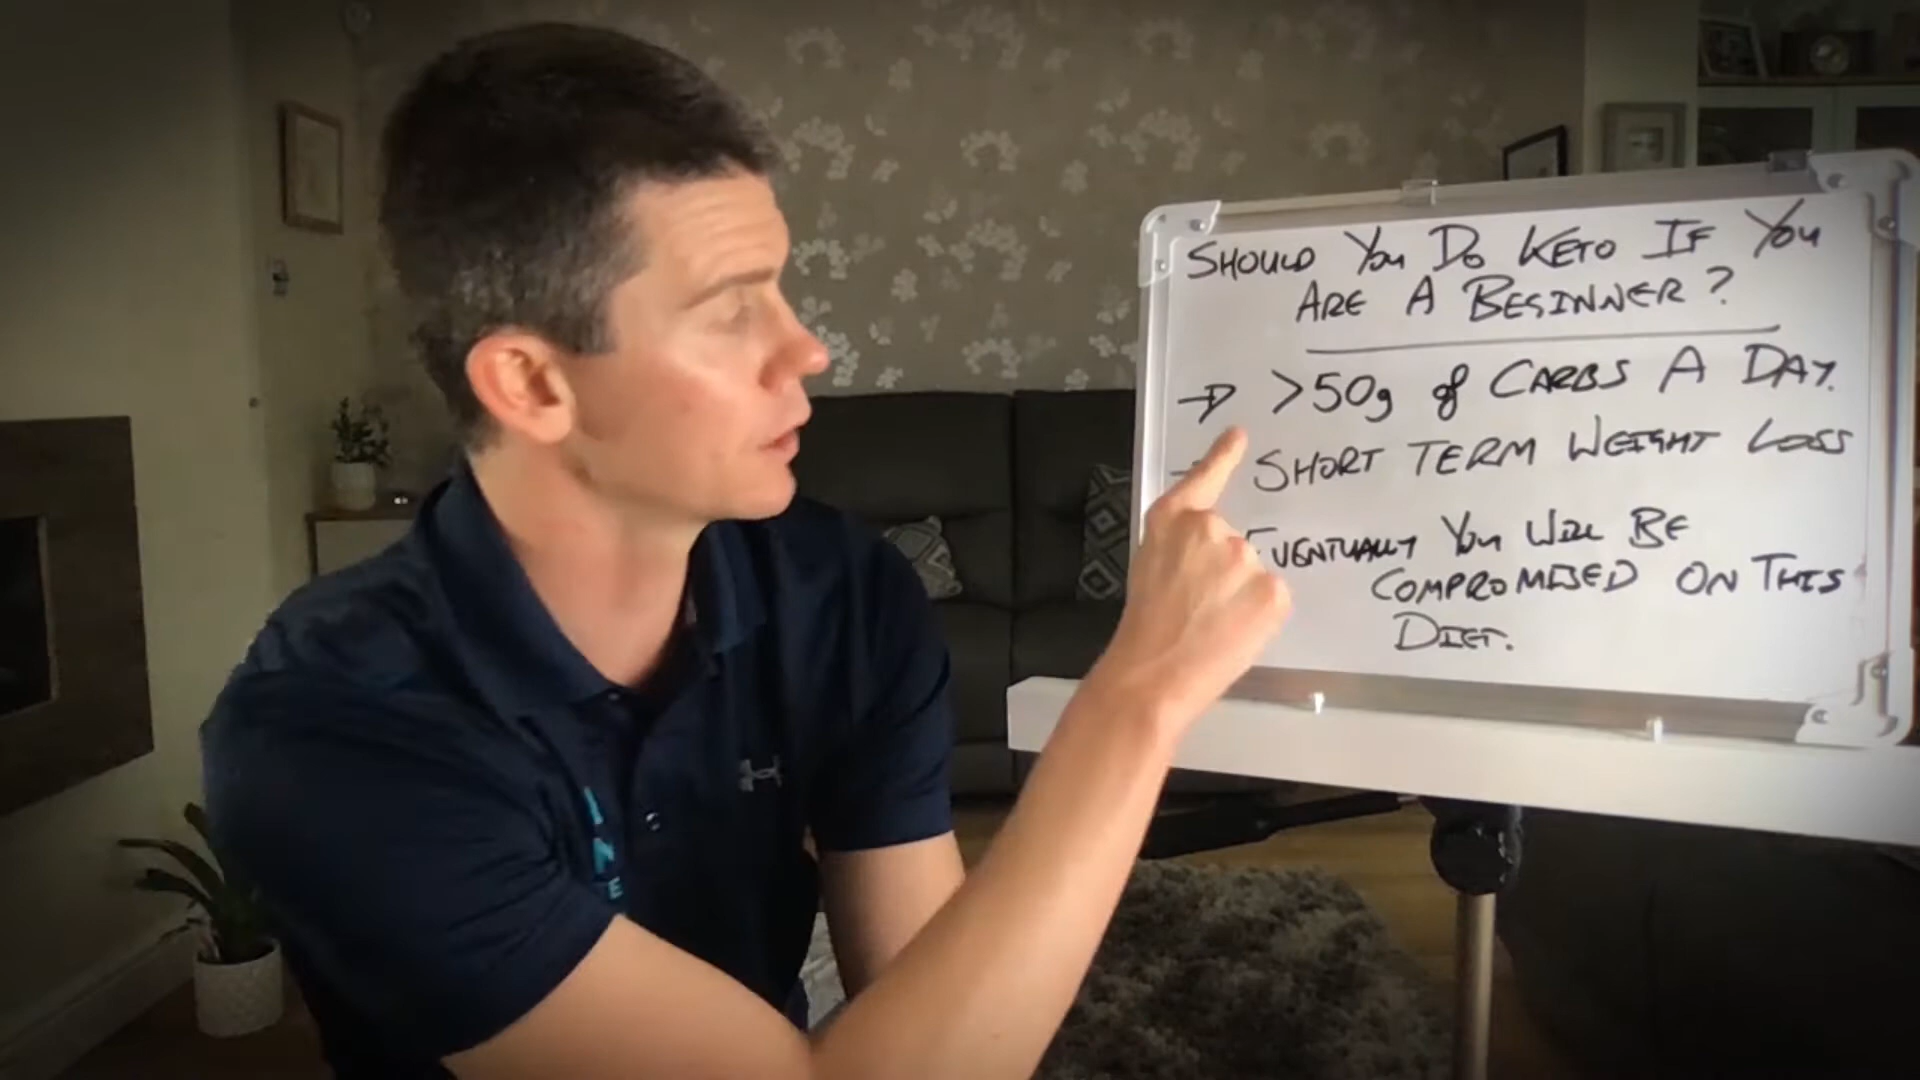 SHOULD YOU DO KETO IF YOU
ARE A BEGINNER?
→ >50g of CARBS A DAY.
SHORT TERM WEIGHT LOSS
EVENTUALLY YOU WILL BE
COMPROMISED ON THIS
DIET.